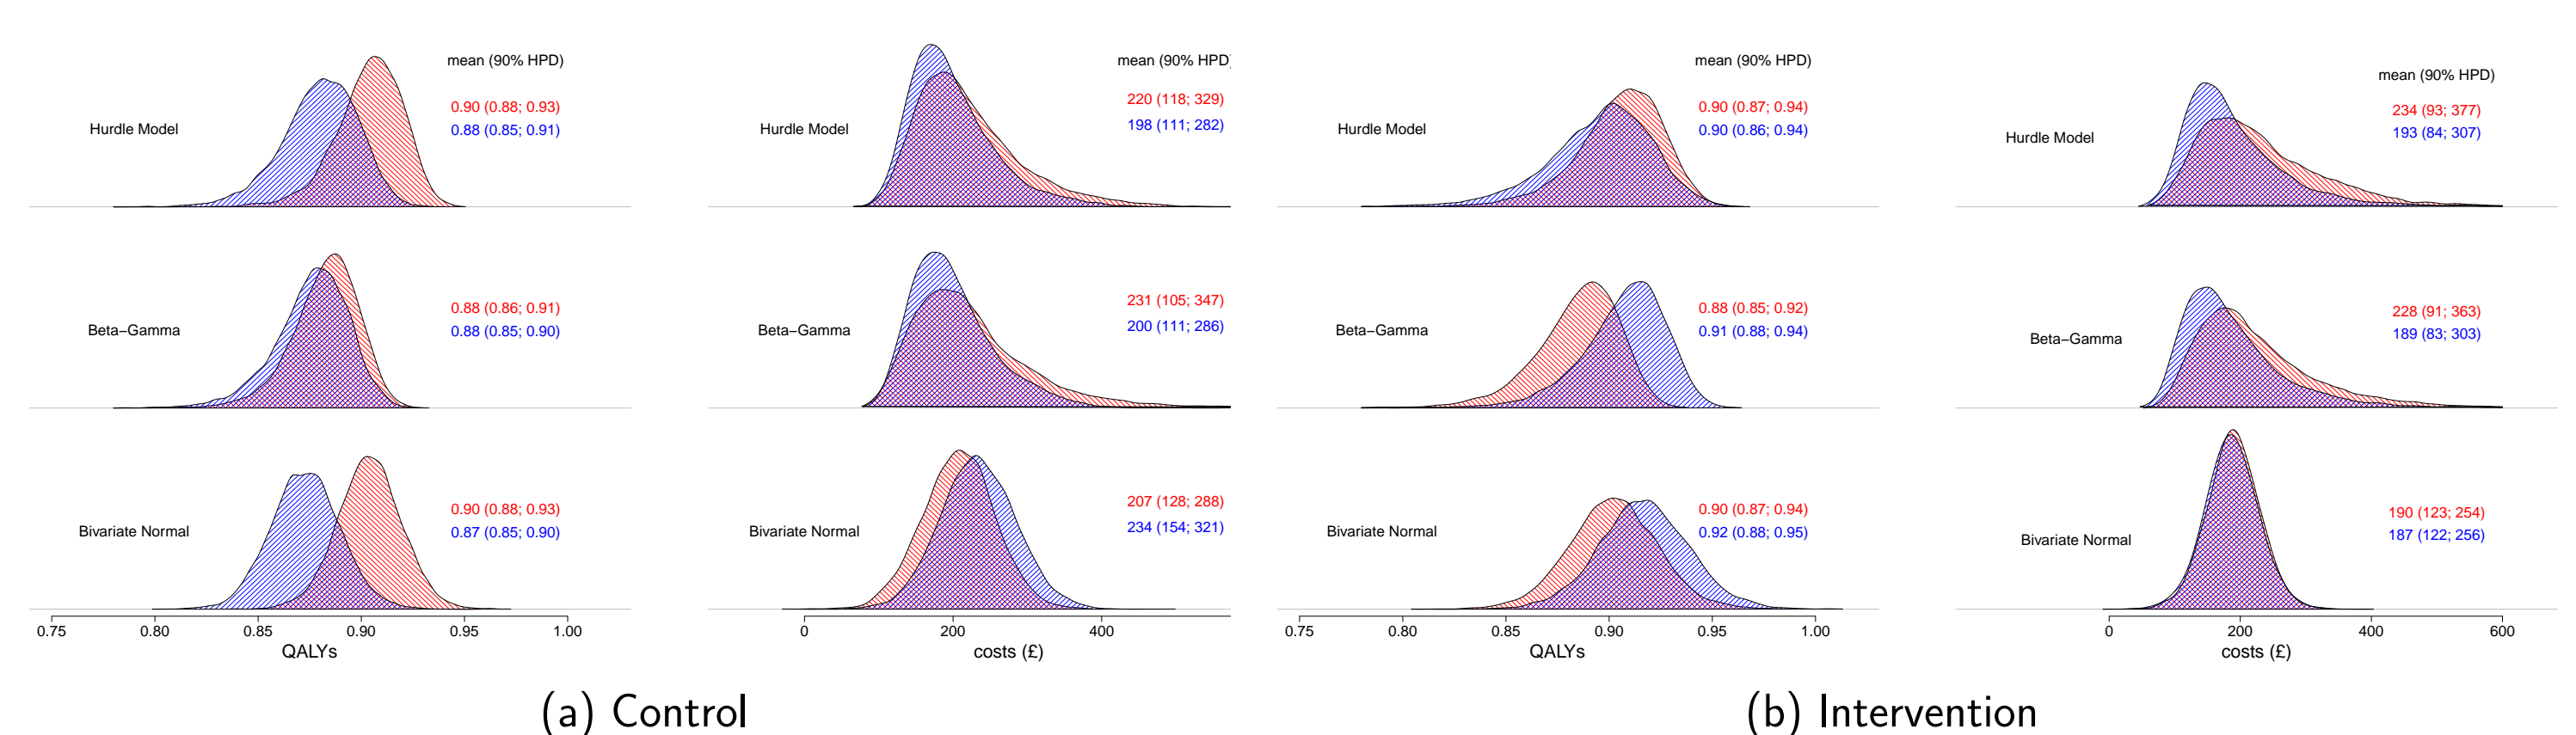 mean (90% HPD)
0.90 (0.88; 0.93)
0.88 (0.85; 0.91)
Hurdle Model
0.88 (0.86; 0.91)
0.88 (0.85; 0.90)
Beta−Gamma
0.90 (0.88; 0.93)
0.87 (0.85; 0.90)
Bivariate Normal
0.75 0.80 0.85 0.90 0.95 1.00
QALYs
mean (90% HPD)
220 (118; 329)
198 (111; 282)
Hurdle Model
231 (105; 347)
200 (111; 286)
Beta−Gamma
207 (128; 288)
234 (154; 321)
Bivariate Normal
0 200 400
costs (£)
(a) Control
mean (90% HPD)
0.90 (0.87; 0.94)
0.90 (0.86; 0.94)
Hurdle Model
0.88 (0.85; 0.92)
0.91 (0.88; 0.94)
Beta−Gamma
0.90 (0.87; 0.94)
0.92 (0.88; 0.95)
Bivariate Normal
0.75 0.80 0.85 0.90 0.95 1.00
QALYs
mean (90% HPD)
234 (93; 377)
193 (84; 307)
Hurdle Model
228 (91; 363)
189 (83; 303)
Beta−Gamma
190 (123; 254)
187 (122; 256)
Bivariate Normal
0 200 400 600
costs (£)
(b) Intervention